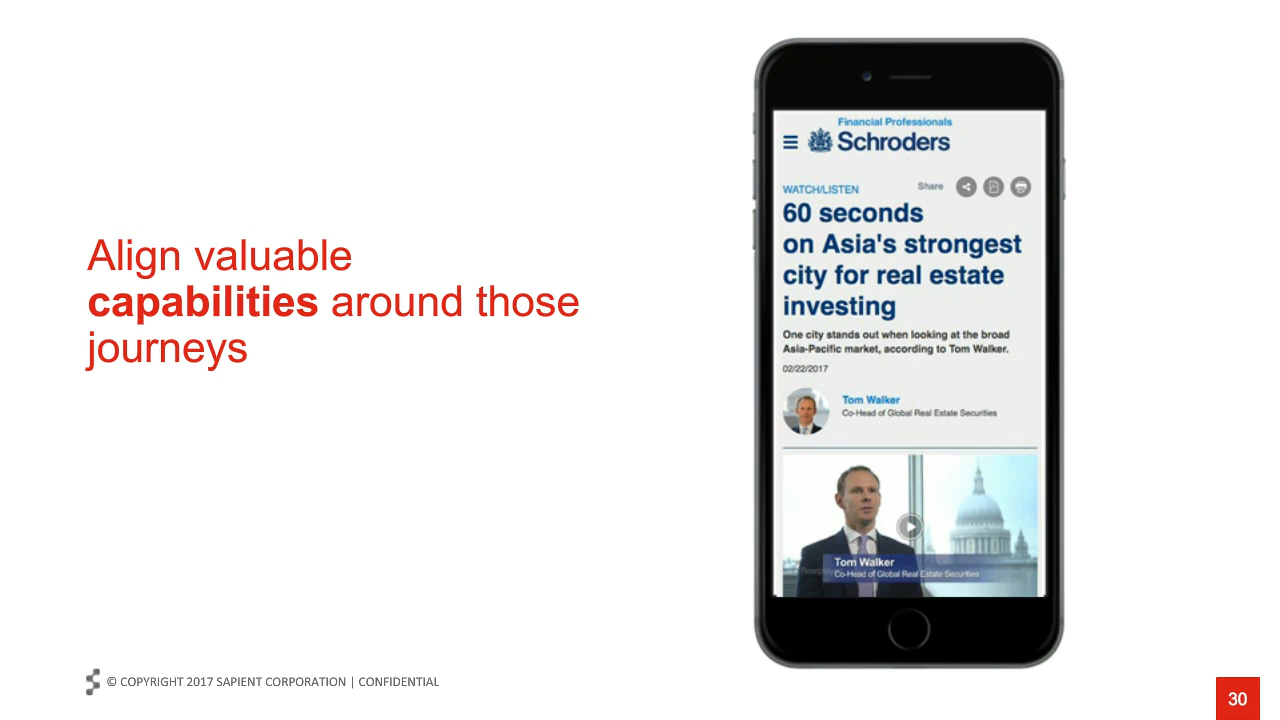 Align valuable
capabilities around those
journeys
Financial Professionals
Schroders
WATCH/LISTEN
Share
60 seconds
on Asia's strongest
city for real estate
investing
One city stands out when looking at the broad
Asia-Pacific market, according to Tom Walker.
02/22/2017
Tom Walker
Co-Head of Global Real Estate Securities
Tom Walker
Co-Head of Global Real Estate Securities
© COPYRIGHT 2017 SAPIENT CORPORATION | CONFIDENTIAL
30